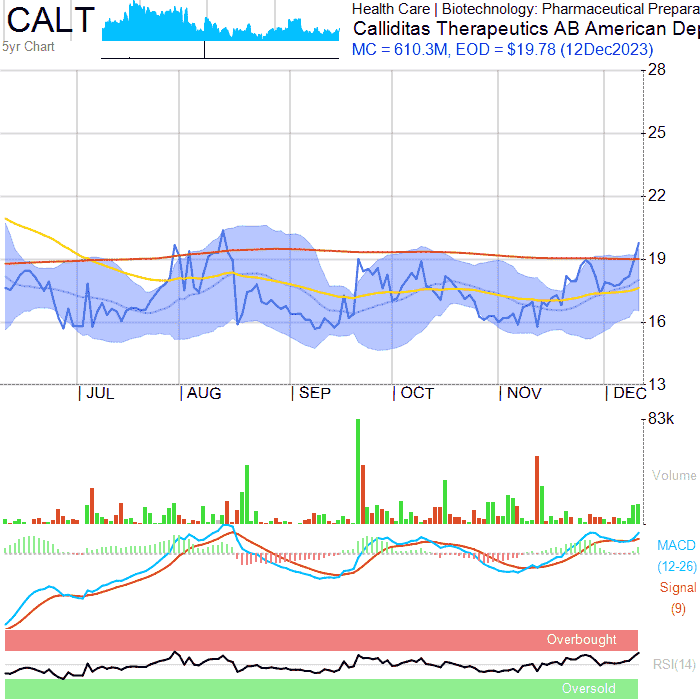 CALT
5yr Chart
Health Care | Biotechnology: Pharmaceutical Prepara
Calliditas Therapeutics AB American Dep
MC = 610.3M, EOD = $19.78 (12Dec2023)
28
25
22
19
16
13
JUL
AUG
SEP
OCT
NOV
DEC
83k
Volume
MACD
(12-26)
Signal
(9)
Overbought
RSI(14)
Oversold